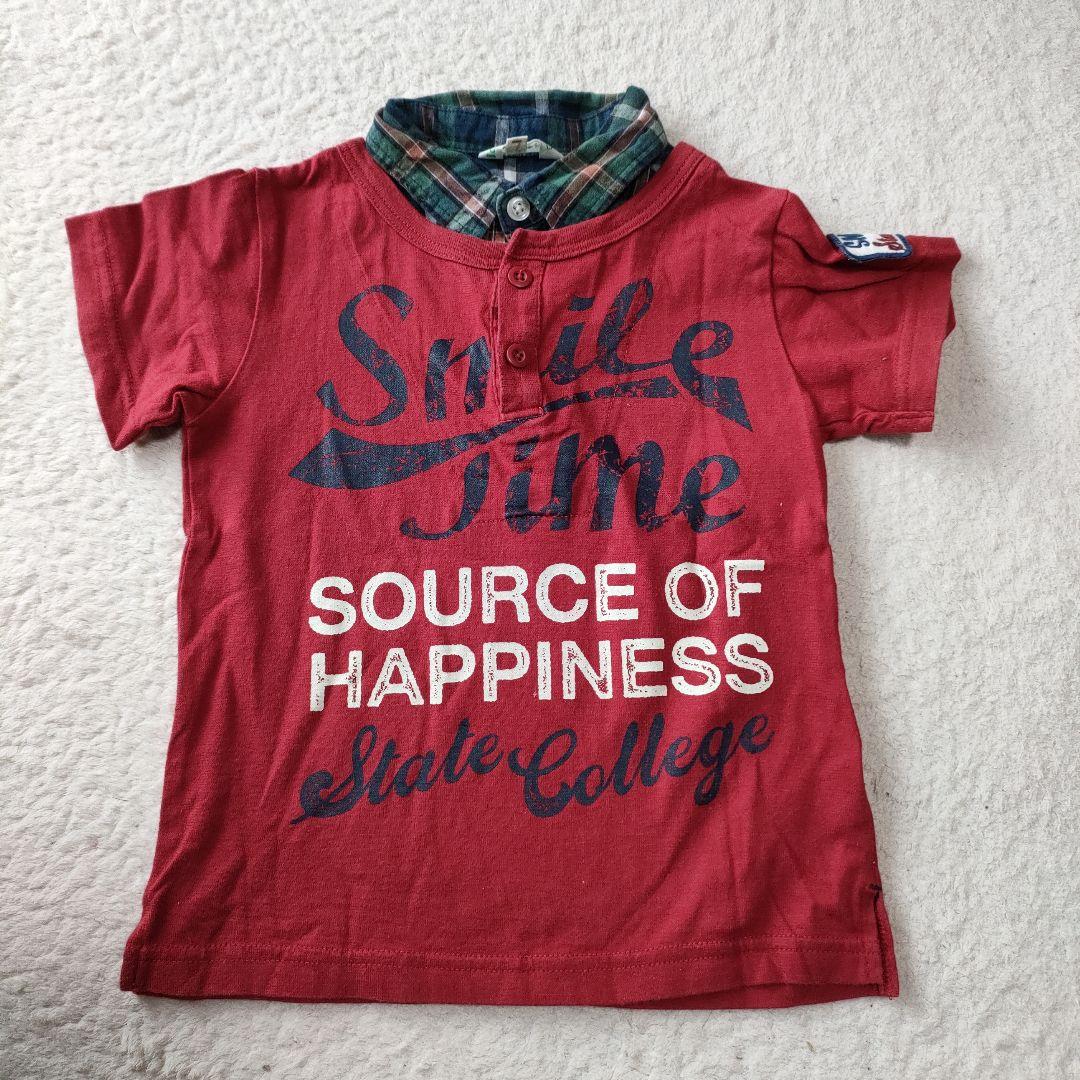 Smile
Time
SOURCE OF
HAPPINESS
State College